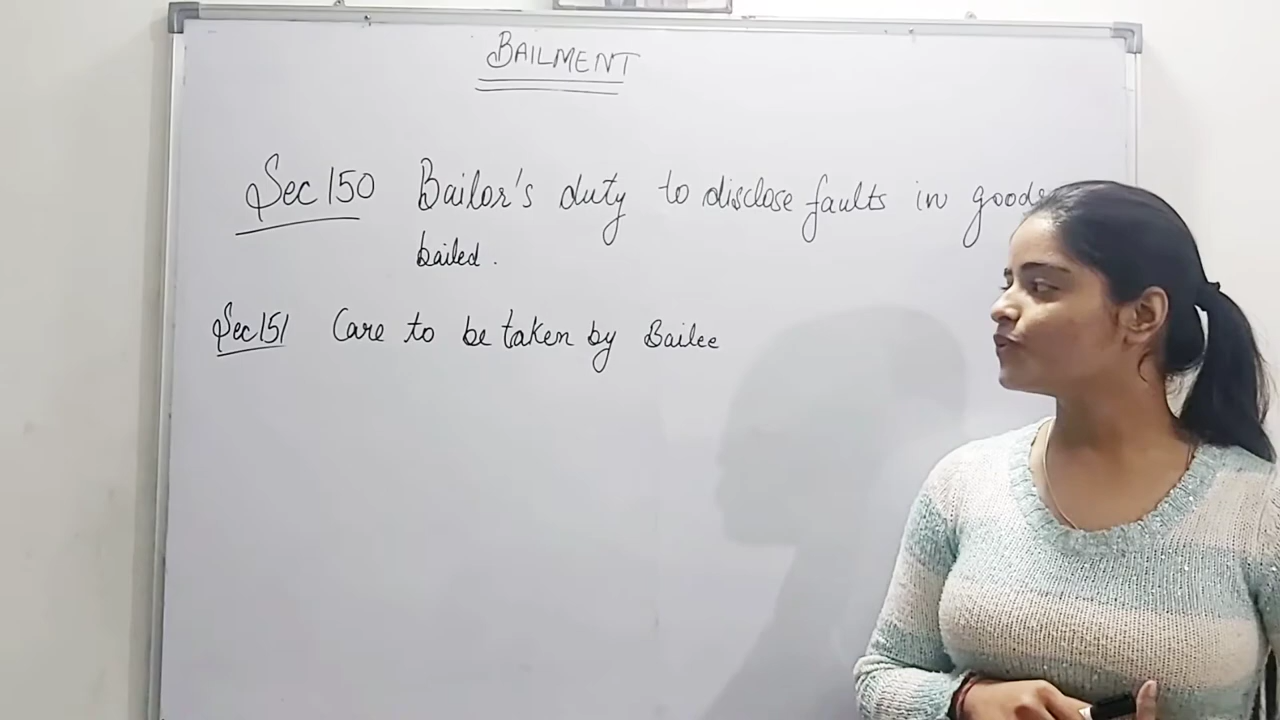 BAILMENT
Sec 150 Bailor's duty to disclose faults in goods
bailed.
Sec 151 Care to be taken by Bailee